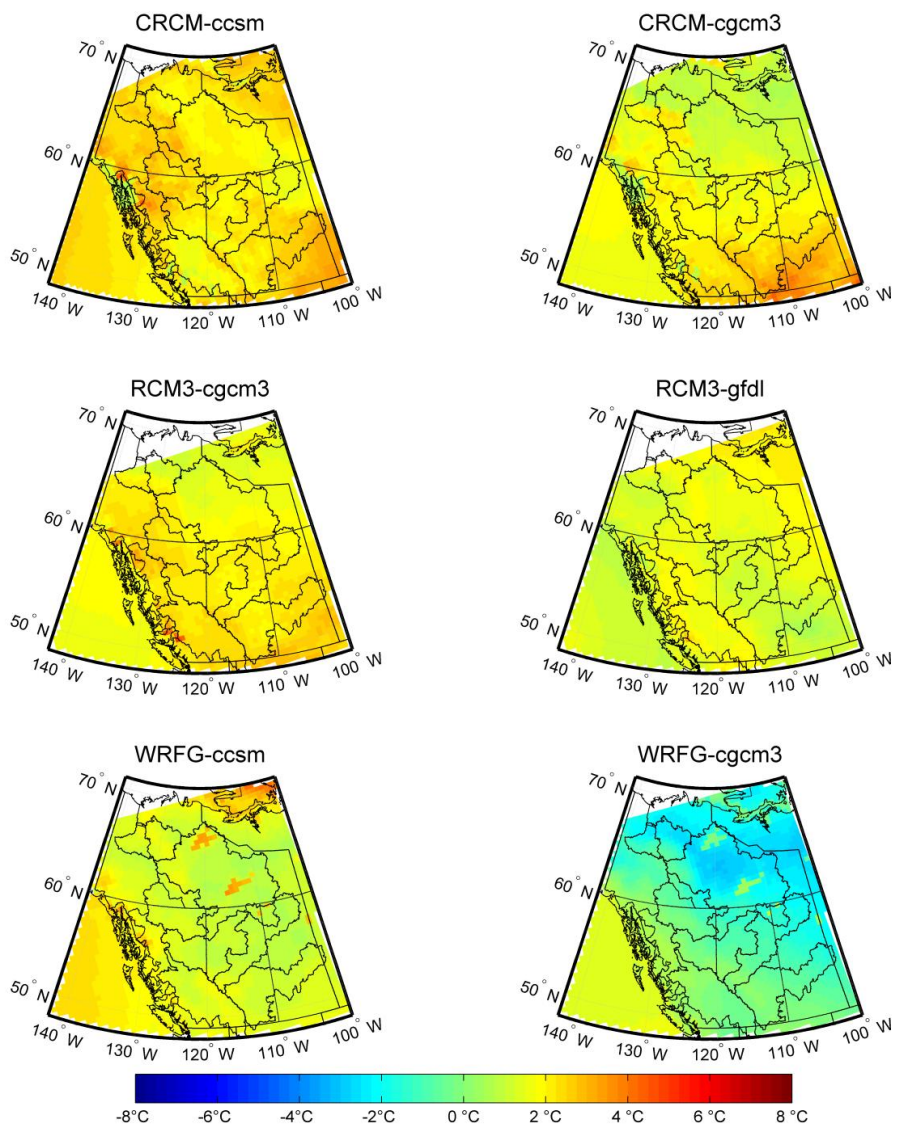 CRCM-ccsm
CRCM-cgcm3
70° N
60° N
50° N
140° W
130° W
120° W
110° W
100° W
70° N
60° N
50° N
140° W
130° W
120° W
110° W
100° W
RCM3-cgcm3
RCM3-gfdl
70° N
60° N
50° N
140° W
130° W
120° W
110° W
100° W
70° N
60° N
50° N
140° W
130° W
120° W
110° W
100° W
WRFG-ccsm
WRFG-cgcm3
70° N
60° N
50° N
140° W
130° W
120° W
110° W
100° W
70° N
60° N
50° N
140° W
130° W
120° W
110° W
100° W
-8°C -6°C -4°C -2°C 0°C 2°C 4°C 6°C 8°C